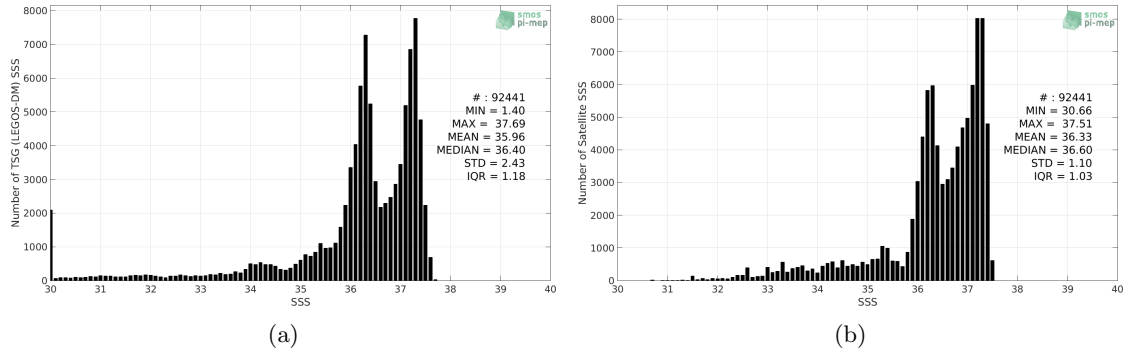 smos
pi-mep
Number of TSG (LEGOS-DM) SSS
8000
7000
6000
5000
4000
3000
2000
1000
0
# : 92441
MIN = 1.40
MAX = 37.69
MEAN = 35.96
MEDIAN = 36.40
STD = 2.43
IQR = 1.18
30 31 32 33 34 35 36 37 38 39 40
SSS
(a)
smos
pi-mep
Number of Satellite SSS
8000
7000
6000
5000
4000
3000
2000
1000
0
# : 92441
MIN = 30.66
MAX = 37.51
MEAN = 36.33
MEDIAN = 36.60
STD = 1.10
IQR = 1.03
30 31 32 33 34 35 36 37 38 39 40
SSS
(b)